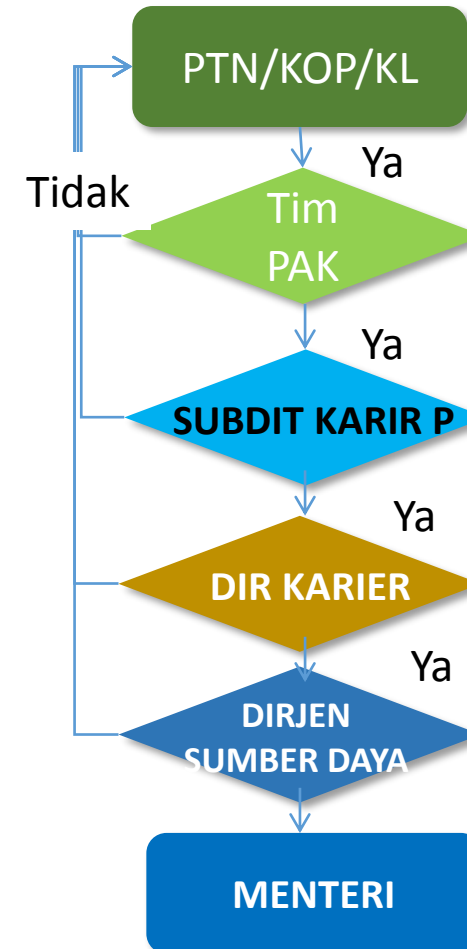 PTN/KOP/KL
Ya
Tidak
Tim
PAK
Ya
SUBDIT KARIR P
Ya
DIR KARIER
Ya
DIRJEN
SUMBER DAYA
MENTERI